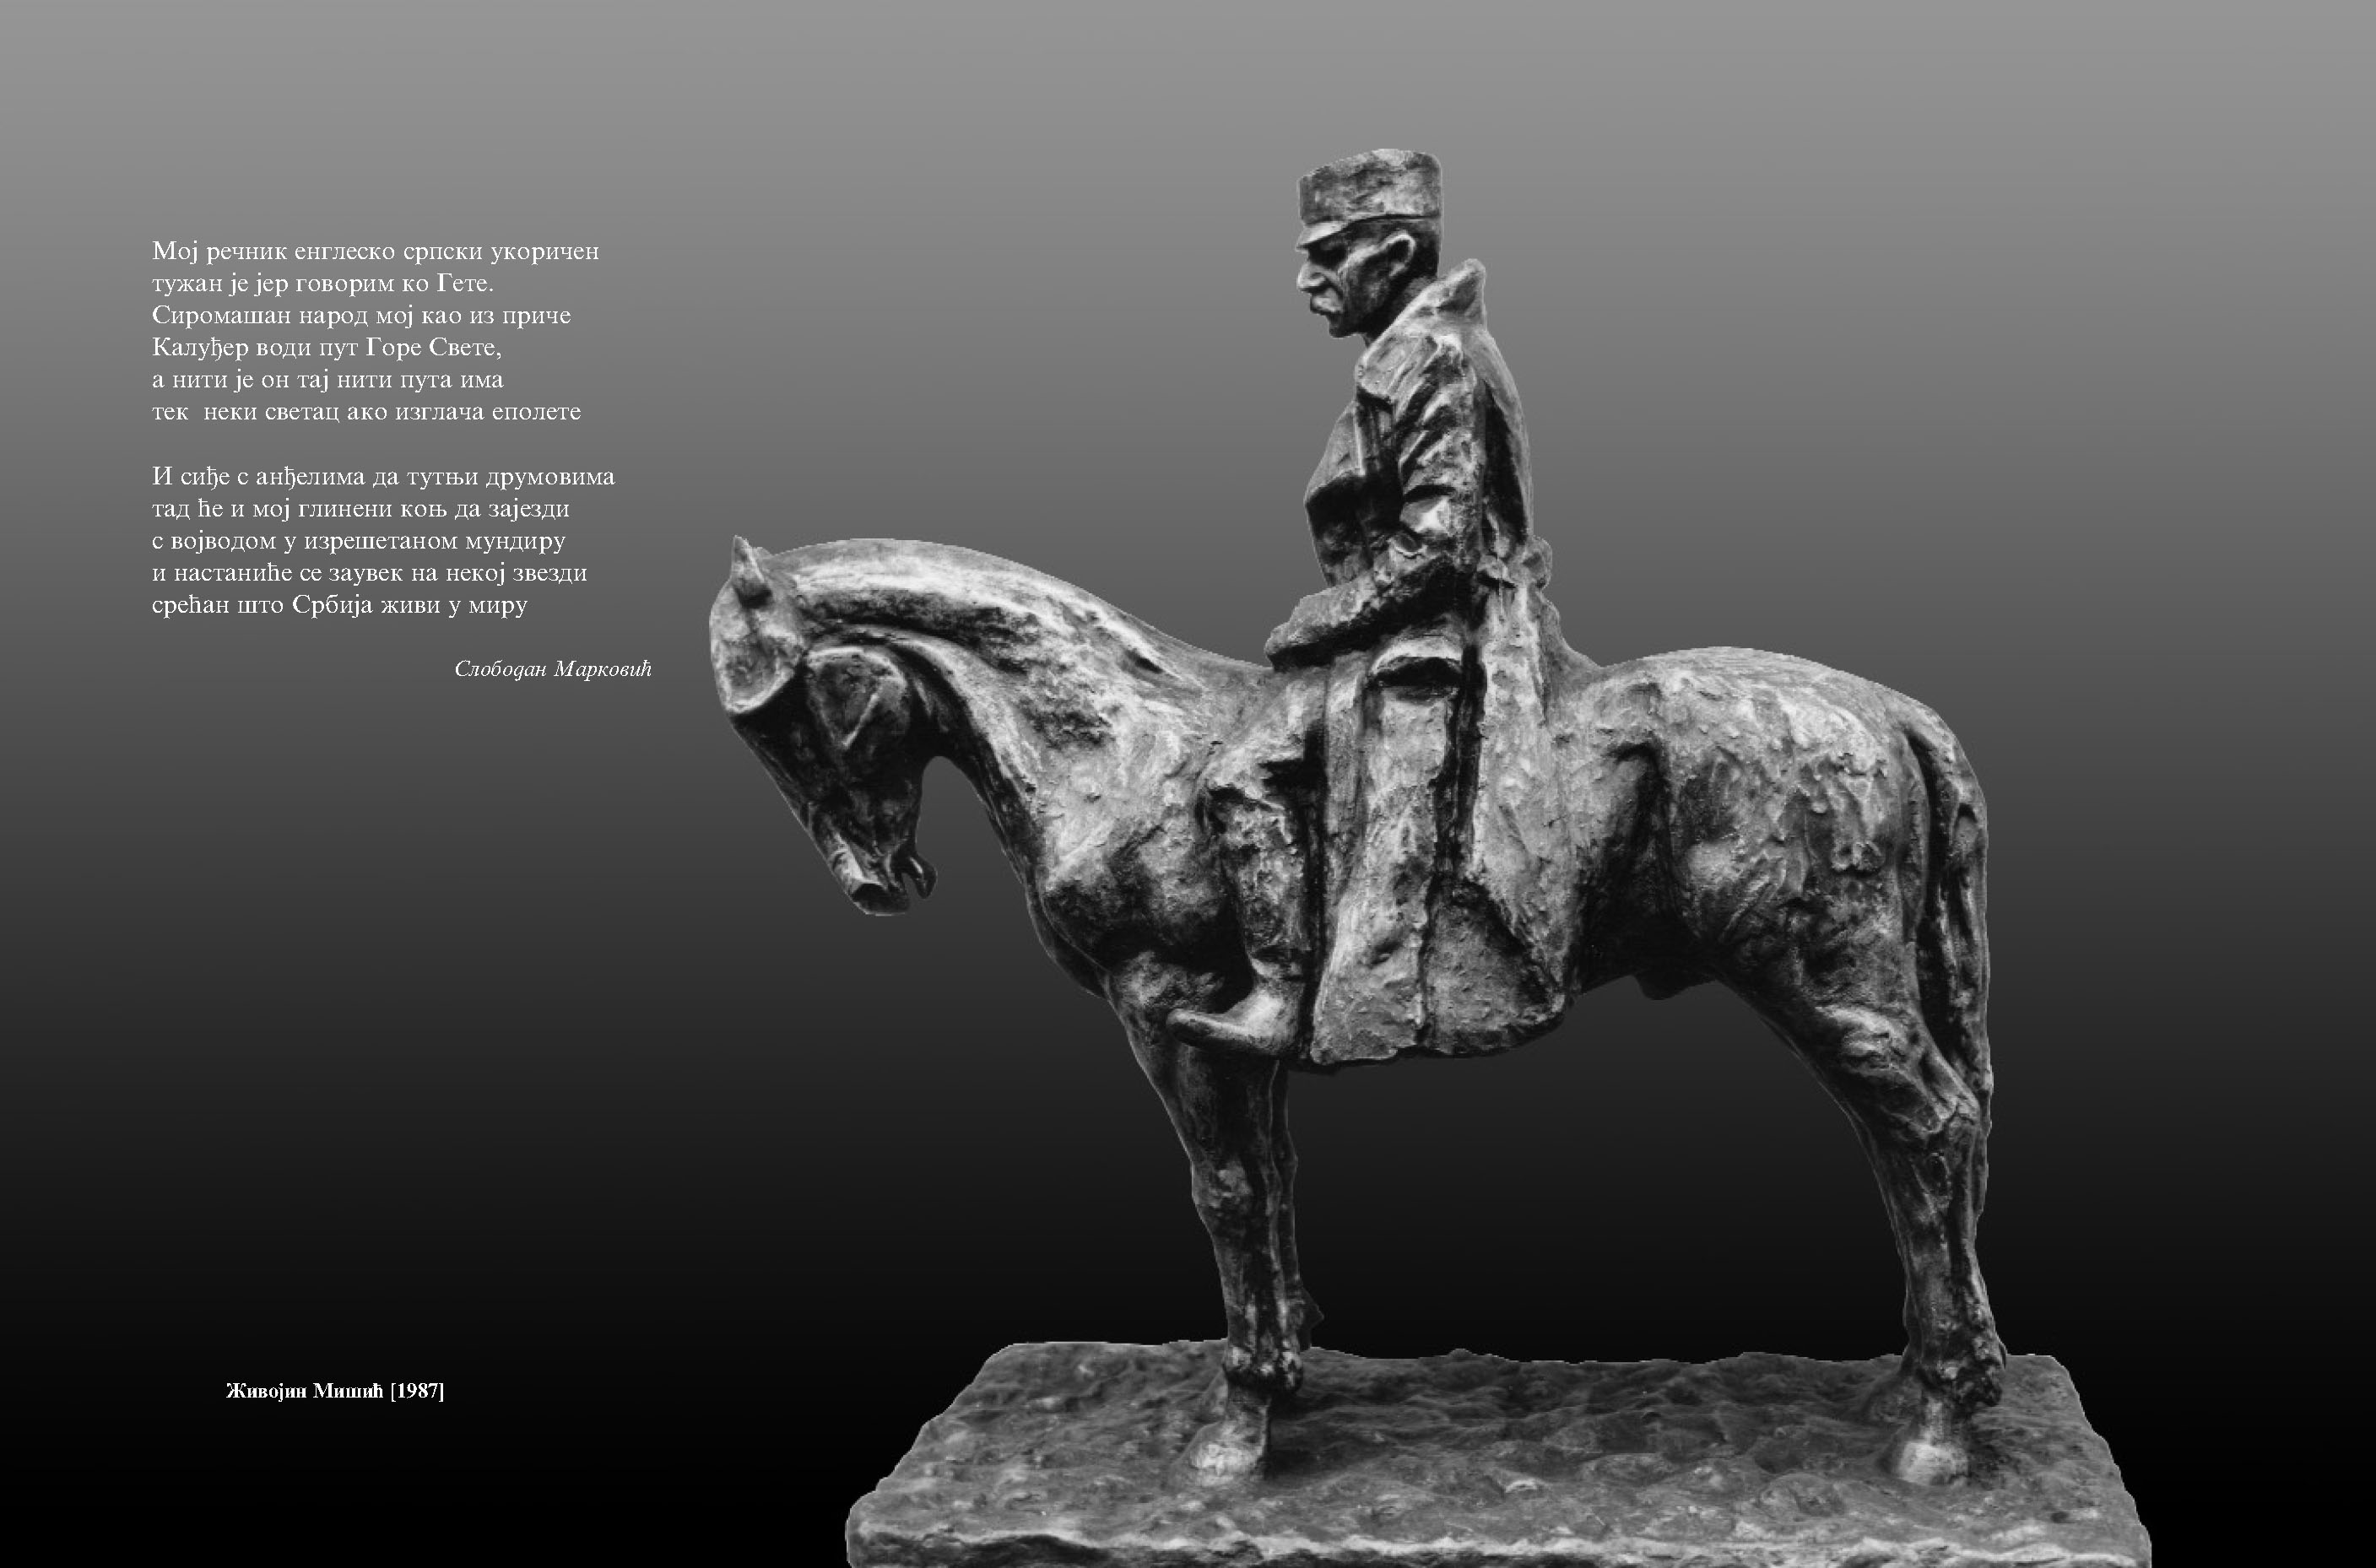 Мој речник енглеско српски укоричен
тужан је јер говорим ко Гете.
Сиромашан народ мој као из приче
Калуђер води пут Горе Свете,
а нити је он тај нити пута има
тек  неки светац ако изглача еполете
И сиђе с анђелима да тутњи друмовима
тад ће и мој глинени коњ да зајезди
с војводом у изрешетаном мундиру
и настаниће се заувек на некој звезди
срећан што Србија живи у миру
Слободан Марковић
Живојин Мишић [1987]